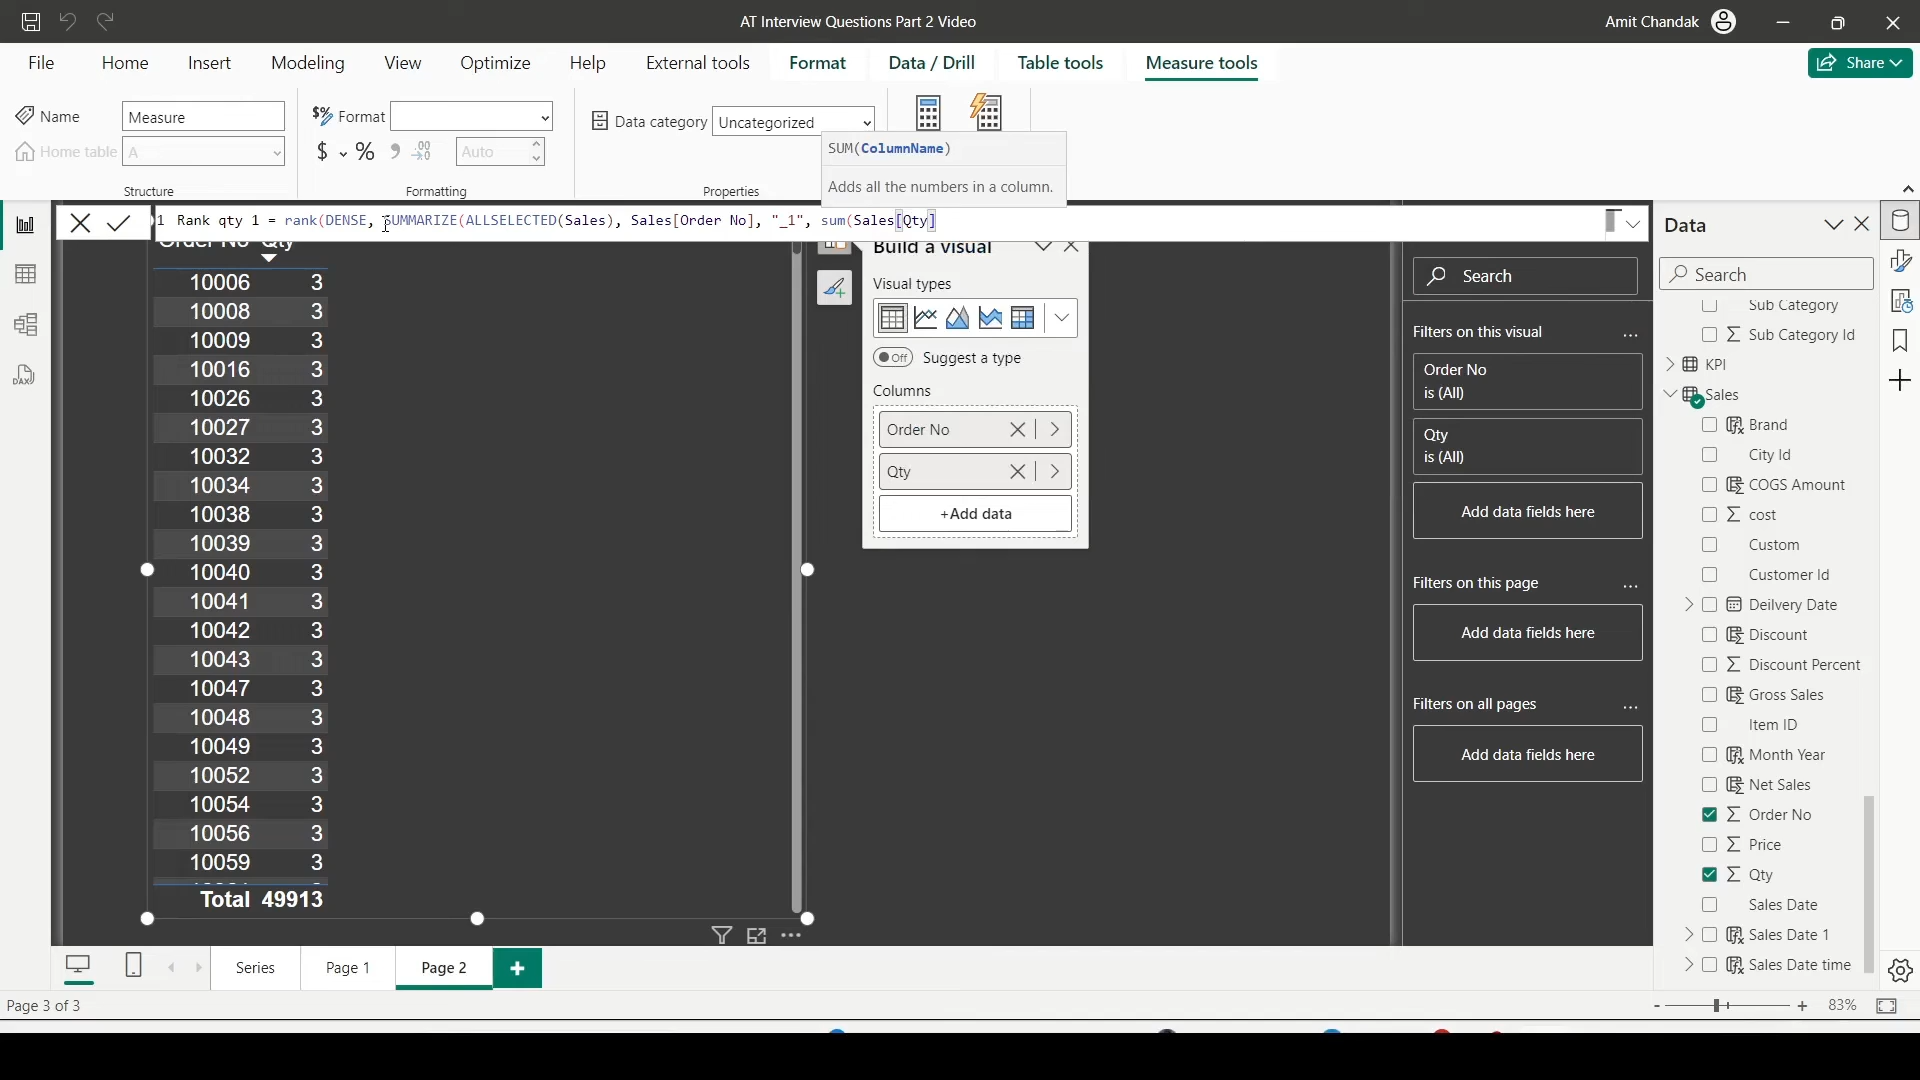 AT Interview Questions Part 2 Video
Amit Chandak
File
Home
Insert
Modeling
View
Optimize
Help
External tools
Format
Data / Drill
Table tools
Measure tools
Share
Name
Measure
Home table
A
Structure
$% Format
$ % 9 .00
Auto
Formatting
Data category
Uncategorized
Properties
SUM(ColumnName)
Adds all the numbers in a column.
1 Rank qty 1 = rank(DENSE, SUMMARIZE(ALLSELECTED(Sales), Sales[Order No], "_1", sum(Sales[Qty]
Order No Qty
10006 3
10008 3
10009 3
10016 3
10026 3
10027 3
10032 3
10034 3
10038 3
10039 3
10040 3
10041 3
10042 3
10043 3
10047 3
10048 3
10049 3
10052 3
10054 3
10056 3
10059 3
Total 49913
Build a visual
Visual types
Off
Suggest a type
Columns
Order No
Qty
+Add data
Search
Filters on this visual
Order No
is (All)
Qty
is (All)
Add data fields here
Filters on this page
Add data fields here
Filters on all pages
Add data fields here
Data
Search
Sub Category
Sub Category Id
KPI
Sales
Brand
City Id
COGS Amount
cost
Custom
Customer Id
Deilvery Date
Discount
Discount Percent
Gross Sales
Item ID
Month Year
Net Sales
Order No
Price
Qty
Sales Date
Sales Date 1
Sales Date time
DAX
Series
Page 1
Page 2
+
Page 3 of 3
- + 83%